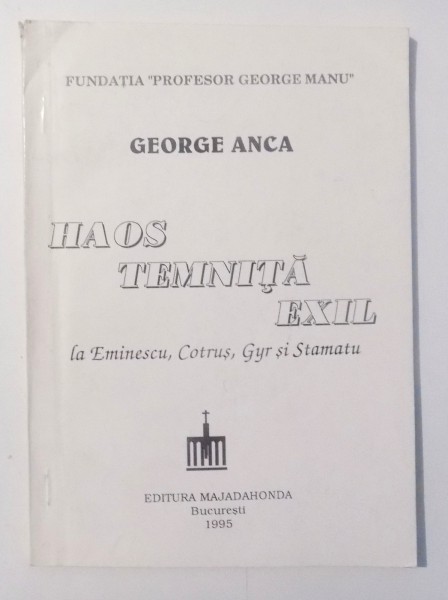 FUNDAȚIA "PROFESOR GEORGE MANU"
GEORGE ANCA
HAOS
TEMNIȚĂ
EXIL
la Eminescu, Cotruș, Gyr și Stamatu
EDITURA MAJADAHONDA
București
1995